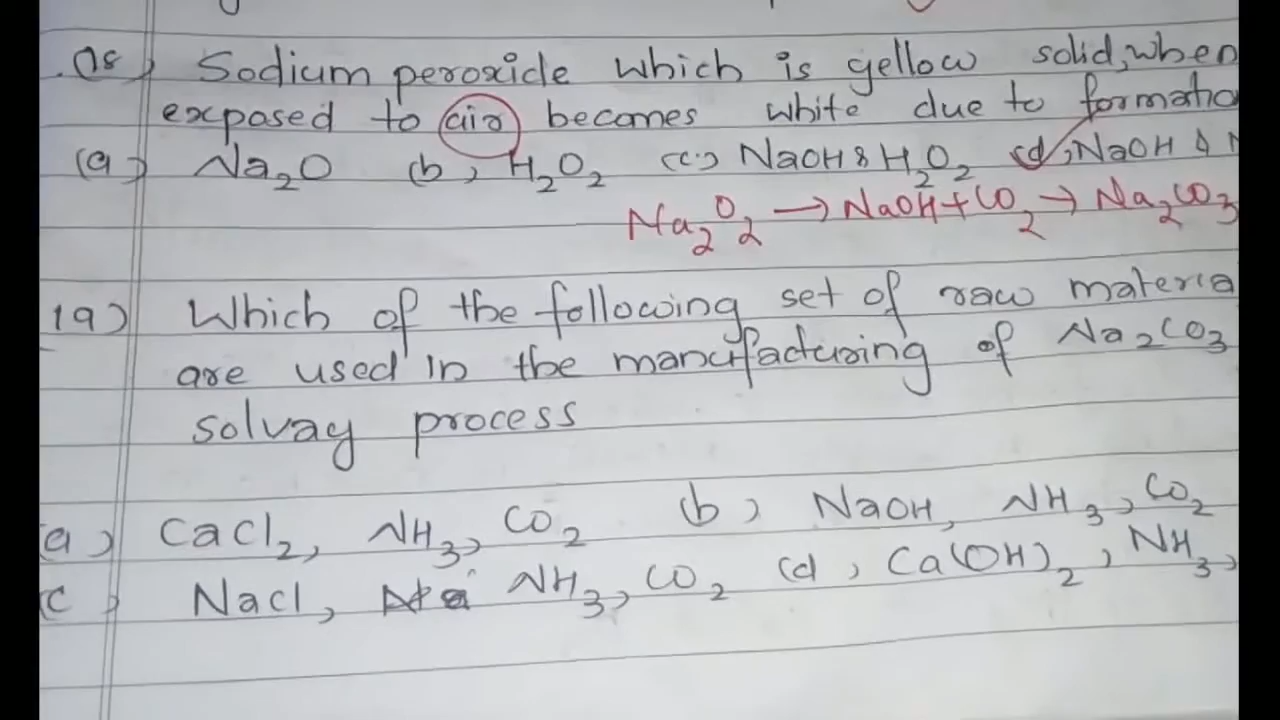 Sodium peroxide which is yellow solid, when
exposed to air becomes white due to formatio
(a) Na₂O (b) H₂O₂ (c) NaOH & H₂O₂ (d) NaOH &
Na₂O₂ → NaOH + CO₂ → Na₂CO₃
19) Which of the following set of raw materia
are used in the manufacturing of Na₂CO₃
solvay process
(a) CaCl₂, NH₃, CO₂ (b) NaOH, NH₃, CO₂
(c) NaCl, NH₃, CO₂ (d) Ca(OH)₂, NH₃,